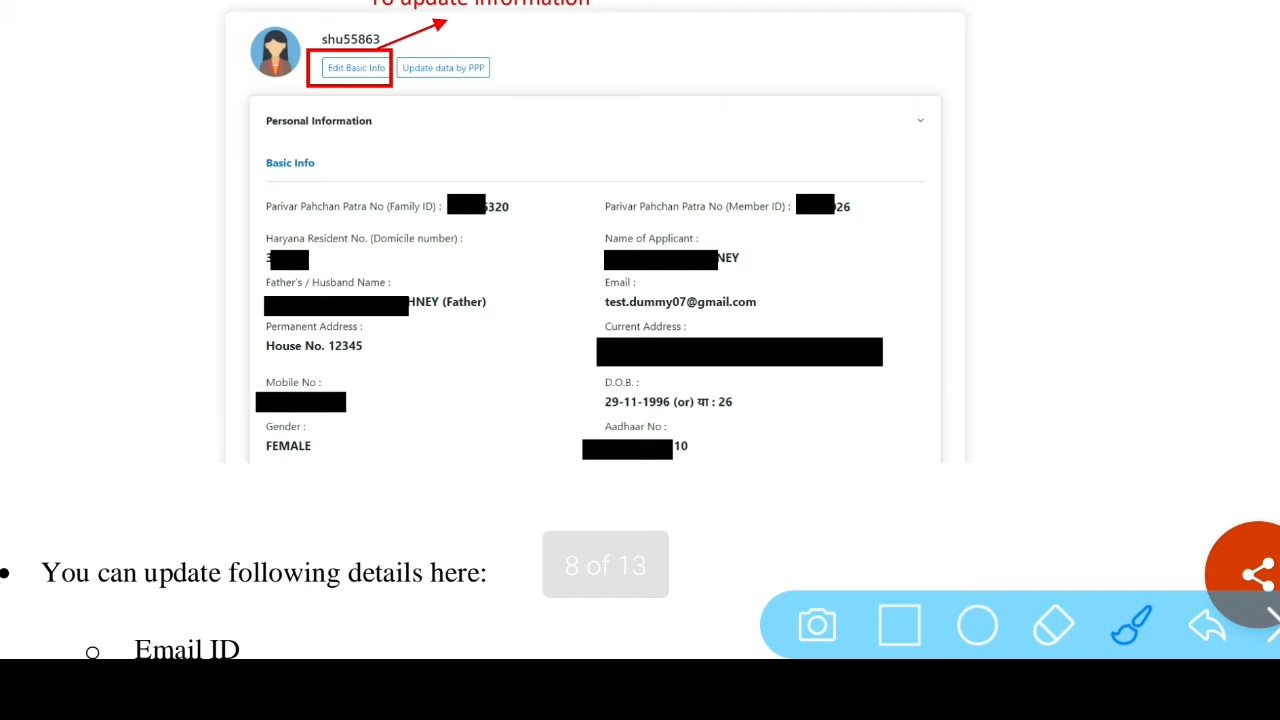 To update information
shu55863
Edit Basic Info Update data by PPP
Personal Information
Basic Info
Parivar Pahchan Patra No (Family ID) : 5320 Parivar Pahchan Patra No (Member ID) : 26
Haryana Resident No. (Domicile number) : Name of Applicant :
3 NEY
Father's / Husband Name : Email :
HNEY (Father) test.dummy07@gmail.com
Permanent Address : Current Address :
House No. 12345
Mobile No : D.O.B. :
29-11-1996 (or) या : 26
Gender : Aadhaar No :
FEMALE 10
8 of 13
You can update following details here:
Email ID